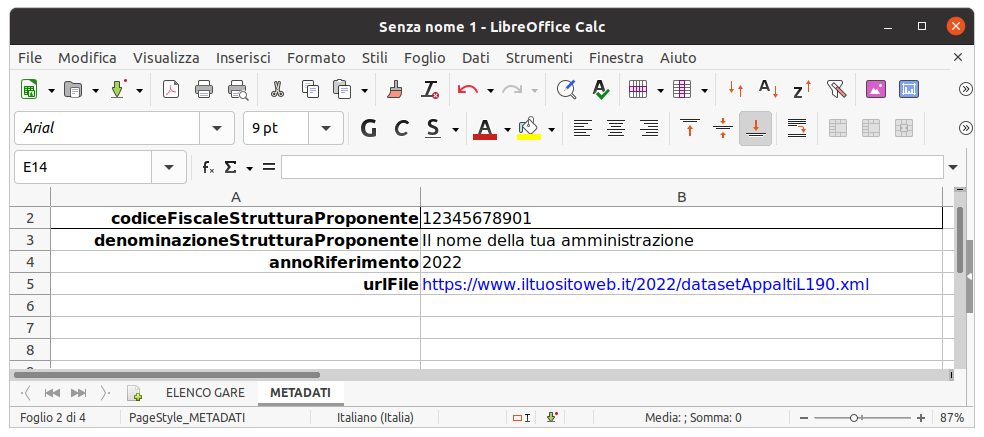 Senza nome 1 - LibreOffice Calc
File Modifica Visualizza Inserisci Formato Stili Foglio Dati Strumenti Finestra Aiuto
Arial 9 pt G C S A
E14 fx Σ =
A B
2 codiceFiscaleStrutturaProponente 12345678901
3 denominazioneStrutturaProponente Il nome della tua amministrazione
4 annoRiferimento 2022
5 urlFile https://www.iltuositoweb.it/2022/datasetAppaltiL190.xml
6
7
8
ELENCO GARE METADATI
Foglio 2 di 4 PageStyle_METADATI Italiano (Italia) Media: ; Somma: 0 87%